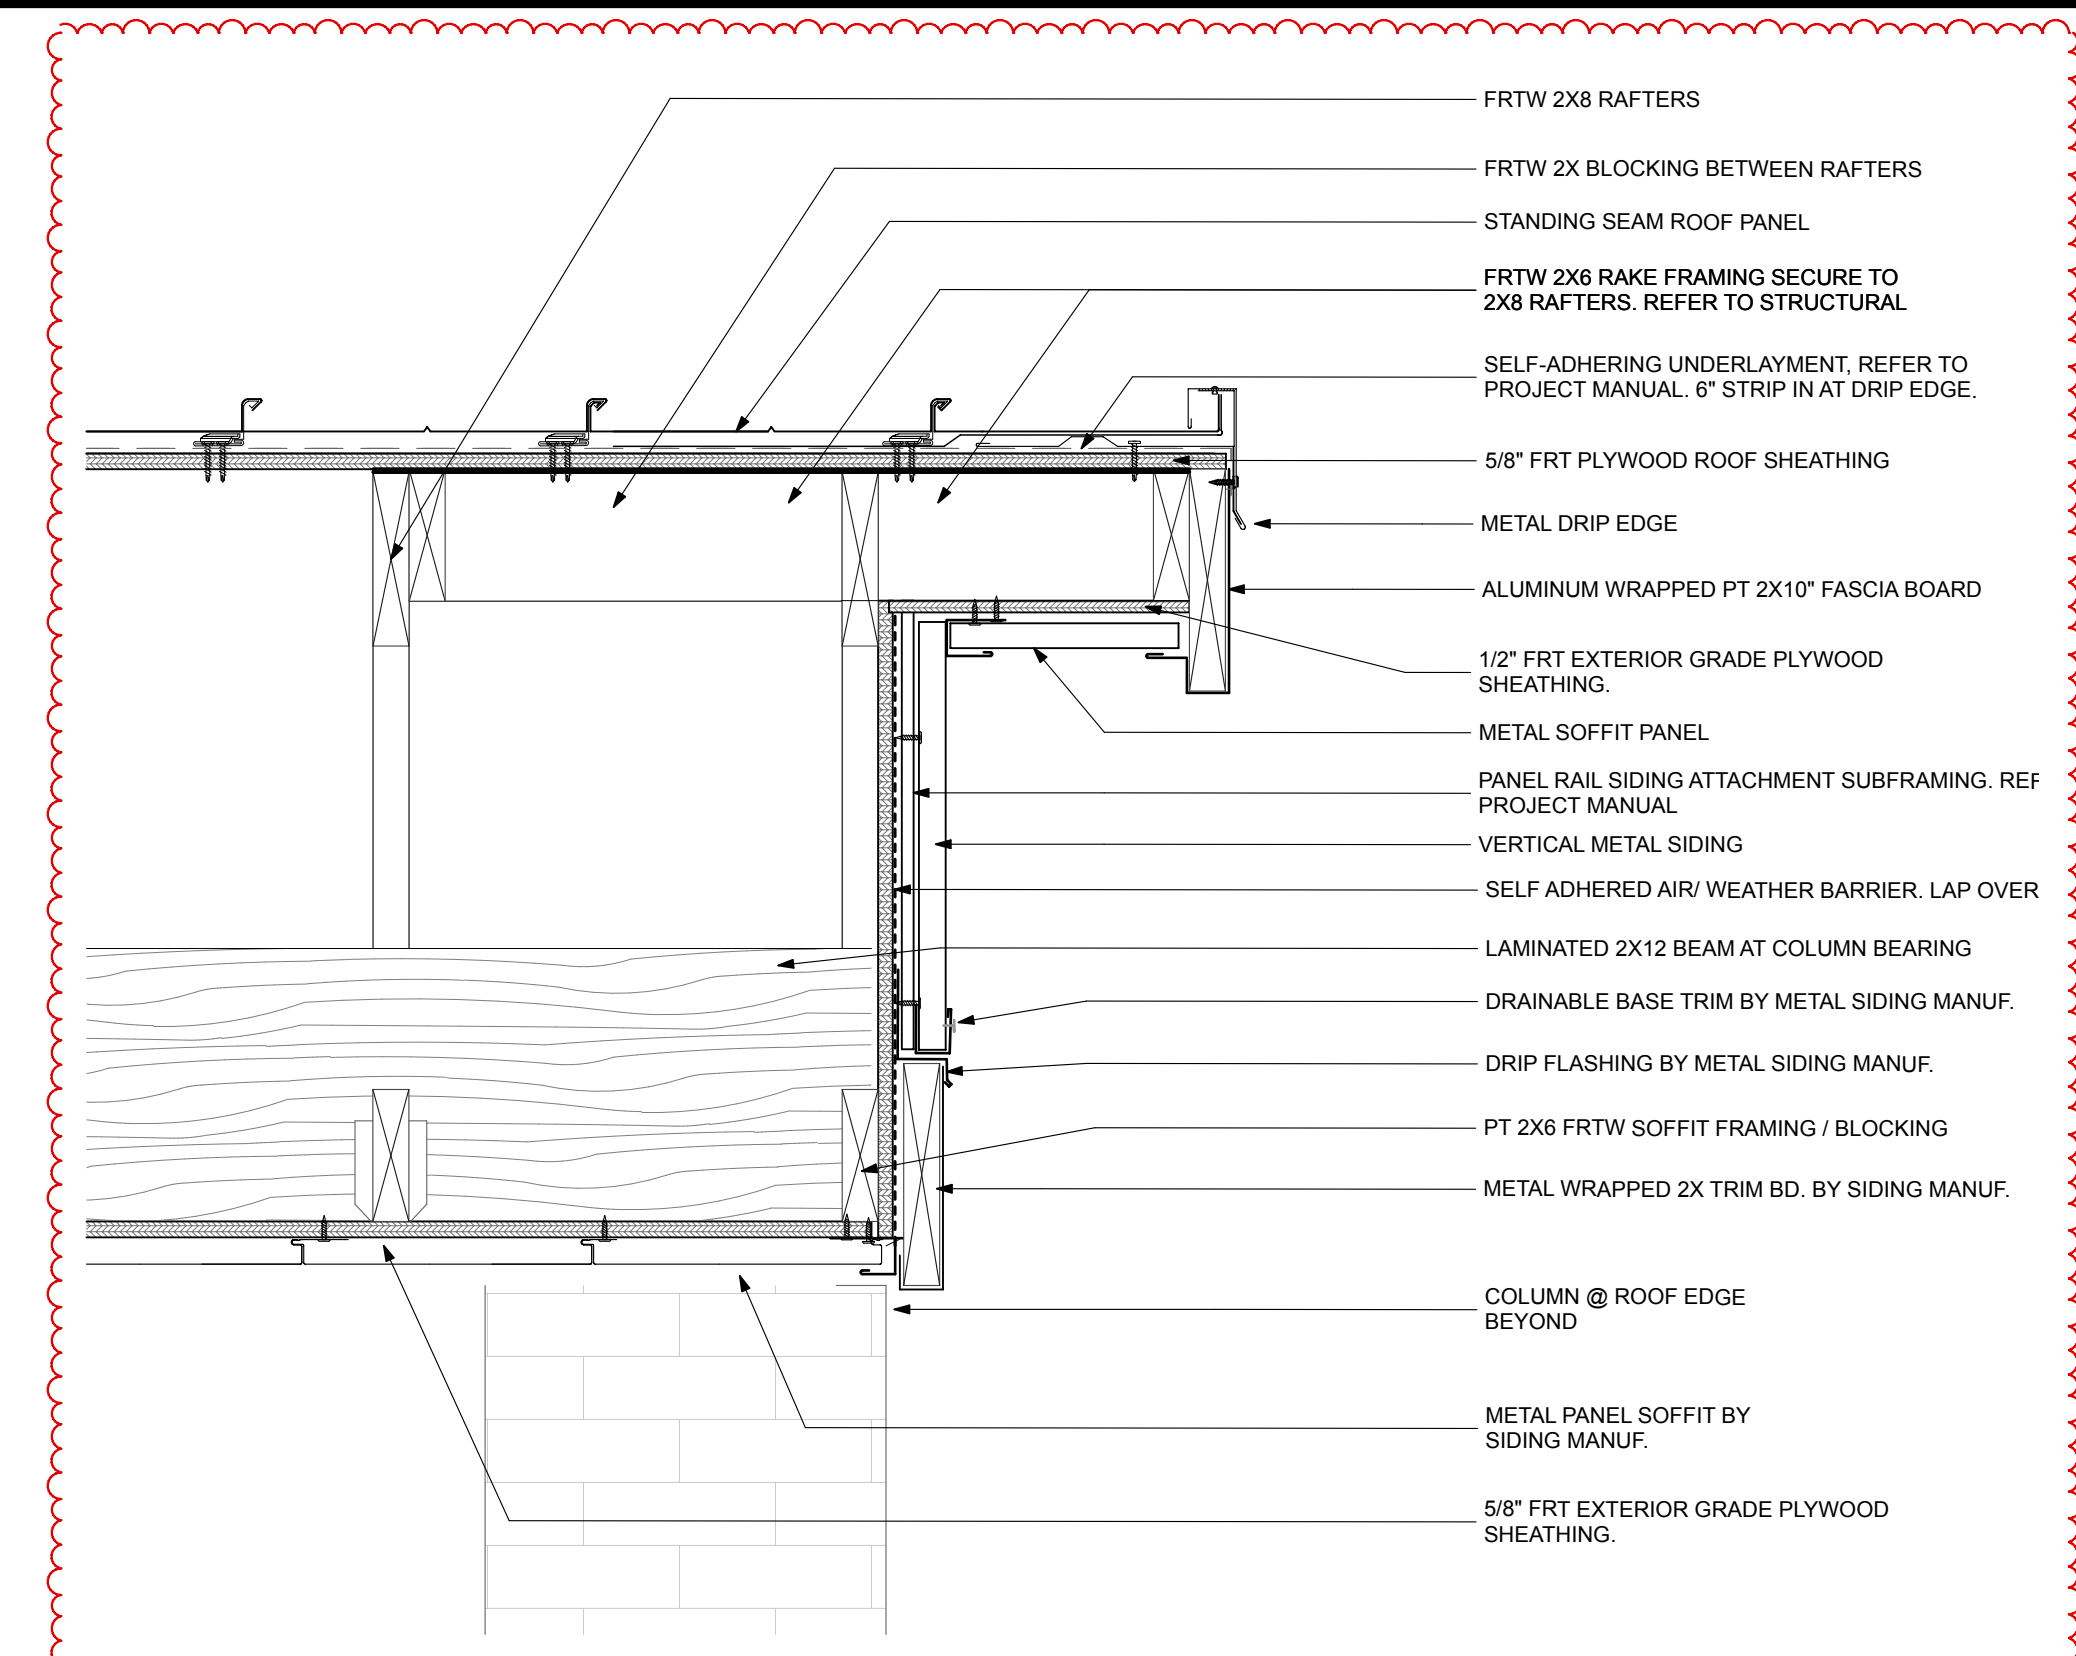 FRTW 2X8 RAFTERS
FRTW 2X BLOCKING BETWEEN RAFTERS
STANDING SEAM ROOF PANEL
FRTW 2X6 RAKE FRAMING SECURE TO
2X8 RAFTERS. REFER TO STRUCTURAL
SELF-ADHERING UNDERLAYMENT, REFER TO
PROJECT MANUAL. 6" STRIP IN AT DRIP EDGE.
5/8" FRT PLYWOOD ROOF SHEATHING
METAL DRIP EDGE
ALUMINUM WRAPPED PT 2X10" FASCIA BOARD
1/2" FRT EXTERIOR GRADE PLYWOOD
SHEATHING.
METAL SOFFIT PANEL
PANEL RAIL SIDING ATTACHMENT SUBFRAMING. REF
PROJECT MANUAL
VERTICAL METAL SIDING
SELF ADHERED AIR/ WEATHER BARRIER. LAP OVER
LAMINATED 2X12 BEAM AT COLUMN BEARING
DRAINABLE BASE TRIM BY METAL SIDING MANUF.
DRIP FLASHING BY METAL SIDING MANUF.
PT 2X6 FRTW SOFFIT FRAMING / BLOCKING
METAL WRAPPED 2X TRIM BD. BY SIDING MANUF.
COLUMN @ ROOF EDGE
BEYOND
METAL PANEL SOFFIT BY
SIDING MANUF.
5/8" FRT EXTERIOR GRADE PLYWOOD
SHEATHING.